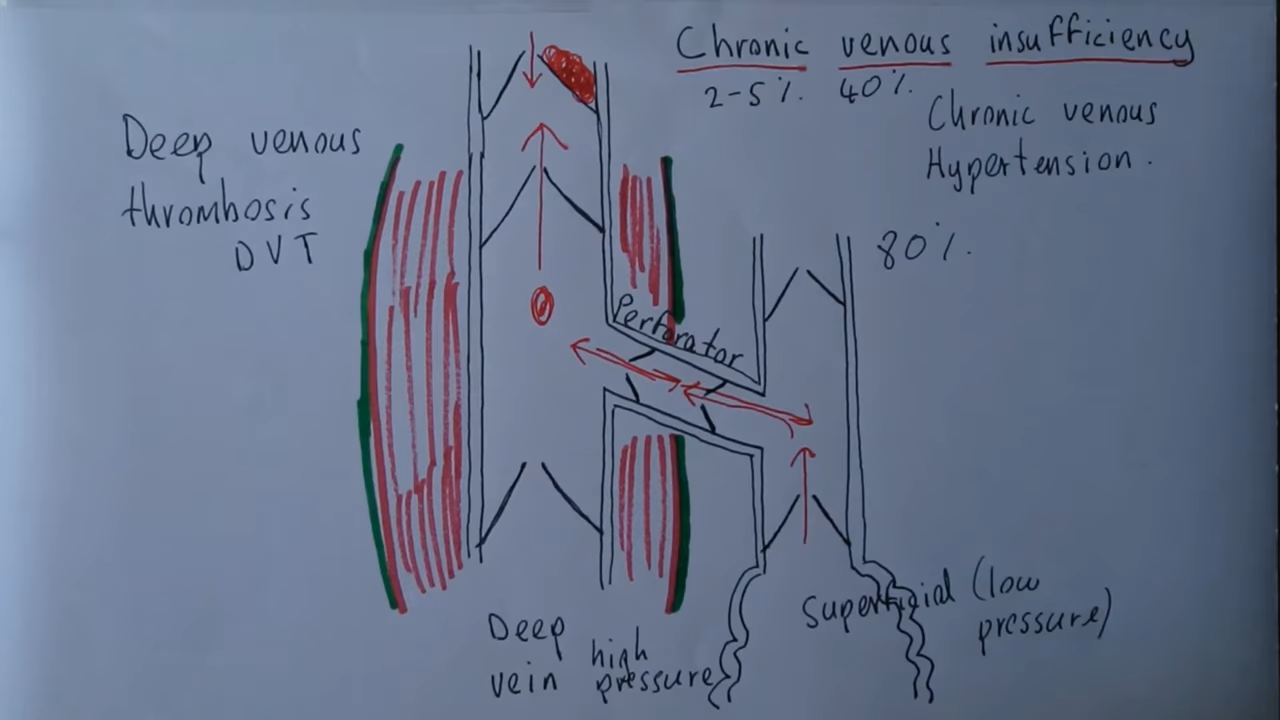 Chronic venous insufficiency
2-5%. 40%.
Chronic venous
Hypertension.
Deep venous
thrombosis
DVT
80%.
Perforator
Superficial (low
pressure)
Deep
vein
high
pressure